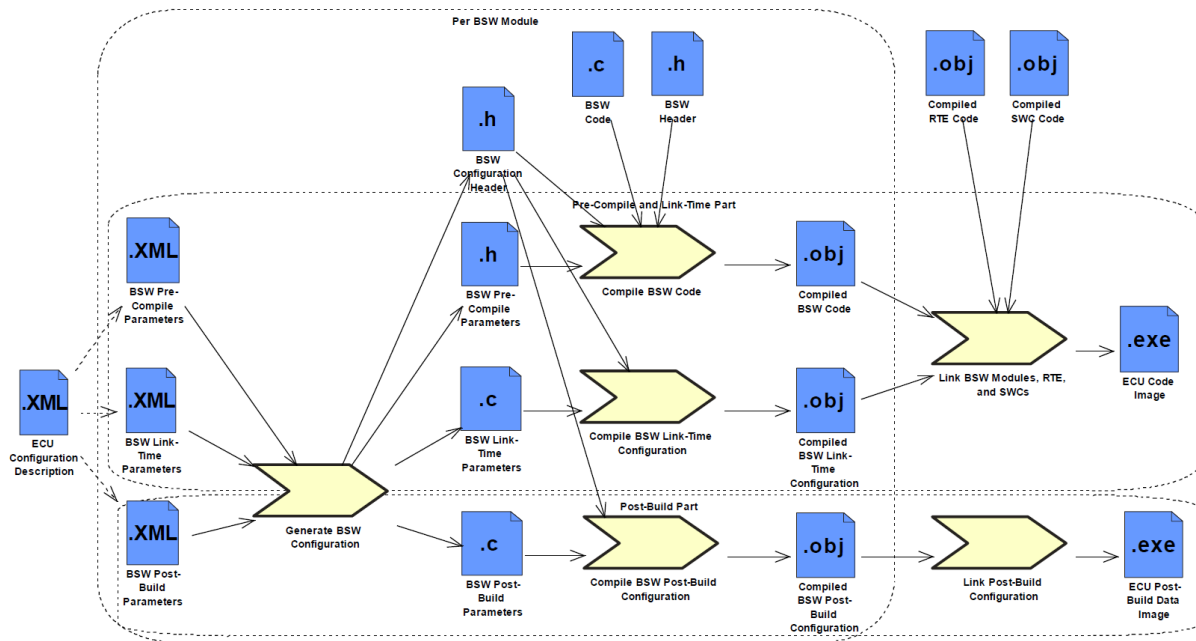 Per BSW Module
.c
BSW
Code
.h
BSW
Header
.obj
Compiled
RTE Code
.obj
Compiled
SWC Code
.h
BSW
Configuration
Header
Pre-Compile and Link-Time Part
.XML
BSW Pre-
Compile
Parameters
.h
BSW Pre-
Compile
Parameters
Compile BSW Code
.obj
Compiled
BSW Code
Link BSW Modules, RTE,
and SWCs
.exe
ECU Code
Image
.XML
ECU
Configuration
Description
.XML
BSW Link-
Time
Parameters
.c
BSW Link-
Time
Parameters
Compile BSW Link-Time
Configuration
.obj
Compiled
BSW Link-
Time
Configuration
Generate BSW
Configuration
Post-Build Part
.XML
BSW Post-
Build
Parameters
.c
BSW Post-
Build
Parameters
Compile BSW Post-Build
Configuration
.obj
Compiled
BSW Post-
Build
Configuration
Link Post-Build
Configuration
.exe
ECU Post-
Build Data
Image